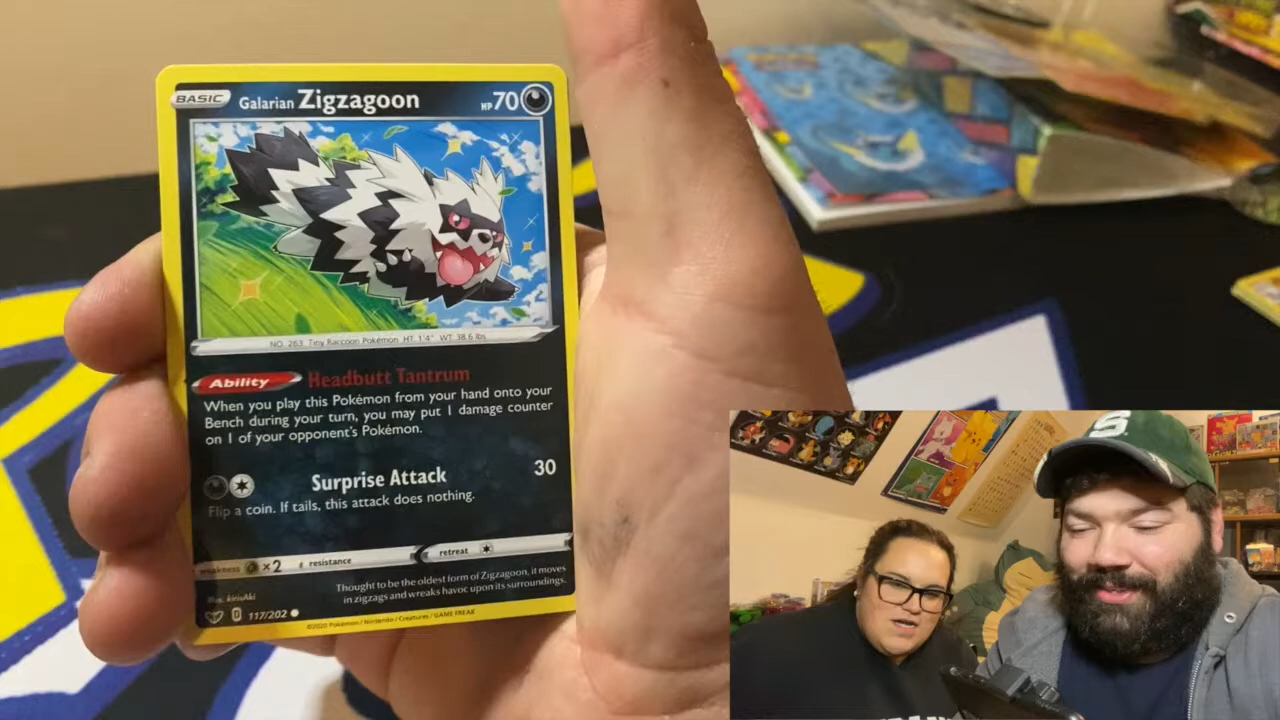 BASIC Galarian Zigzagoon HP 70
NO. 263 Tiny Raccoon Pokémon HT: 1'4" WT: 38.6 lbs
Ability Headbutt Tantrum
When you play this Pokémon from your hand onto your
Bench during your turn, you may put 1 damage counter
on 1 of your opponent's Pokémon.
Surprise Attack 30
Flip a coin. If tails, this attack does nothing.
weakness ×2 resistance retreat
Thought to be the oldest form of Zigzagoon, it moves
in zigzags and wreaks havoc upon its surroundings.
Illus. kirisAki
117/202
©2020 Pokémon / Nintendo / Creatures / GAME FREAK
S